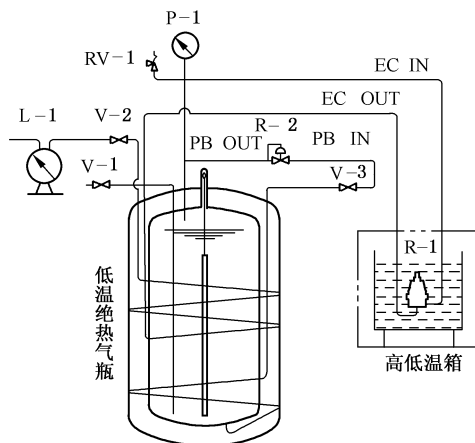 P-1
RV-1
EC IN
EC OUT
L-1
V-2
R-2
PB OUT
PB IN
V-1
V-3
R-1
低温绝热气瓶
高低温箱